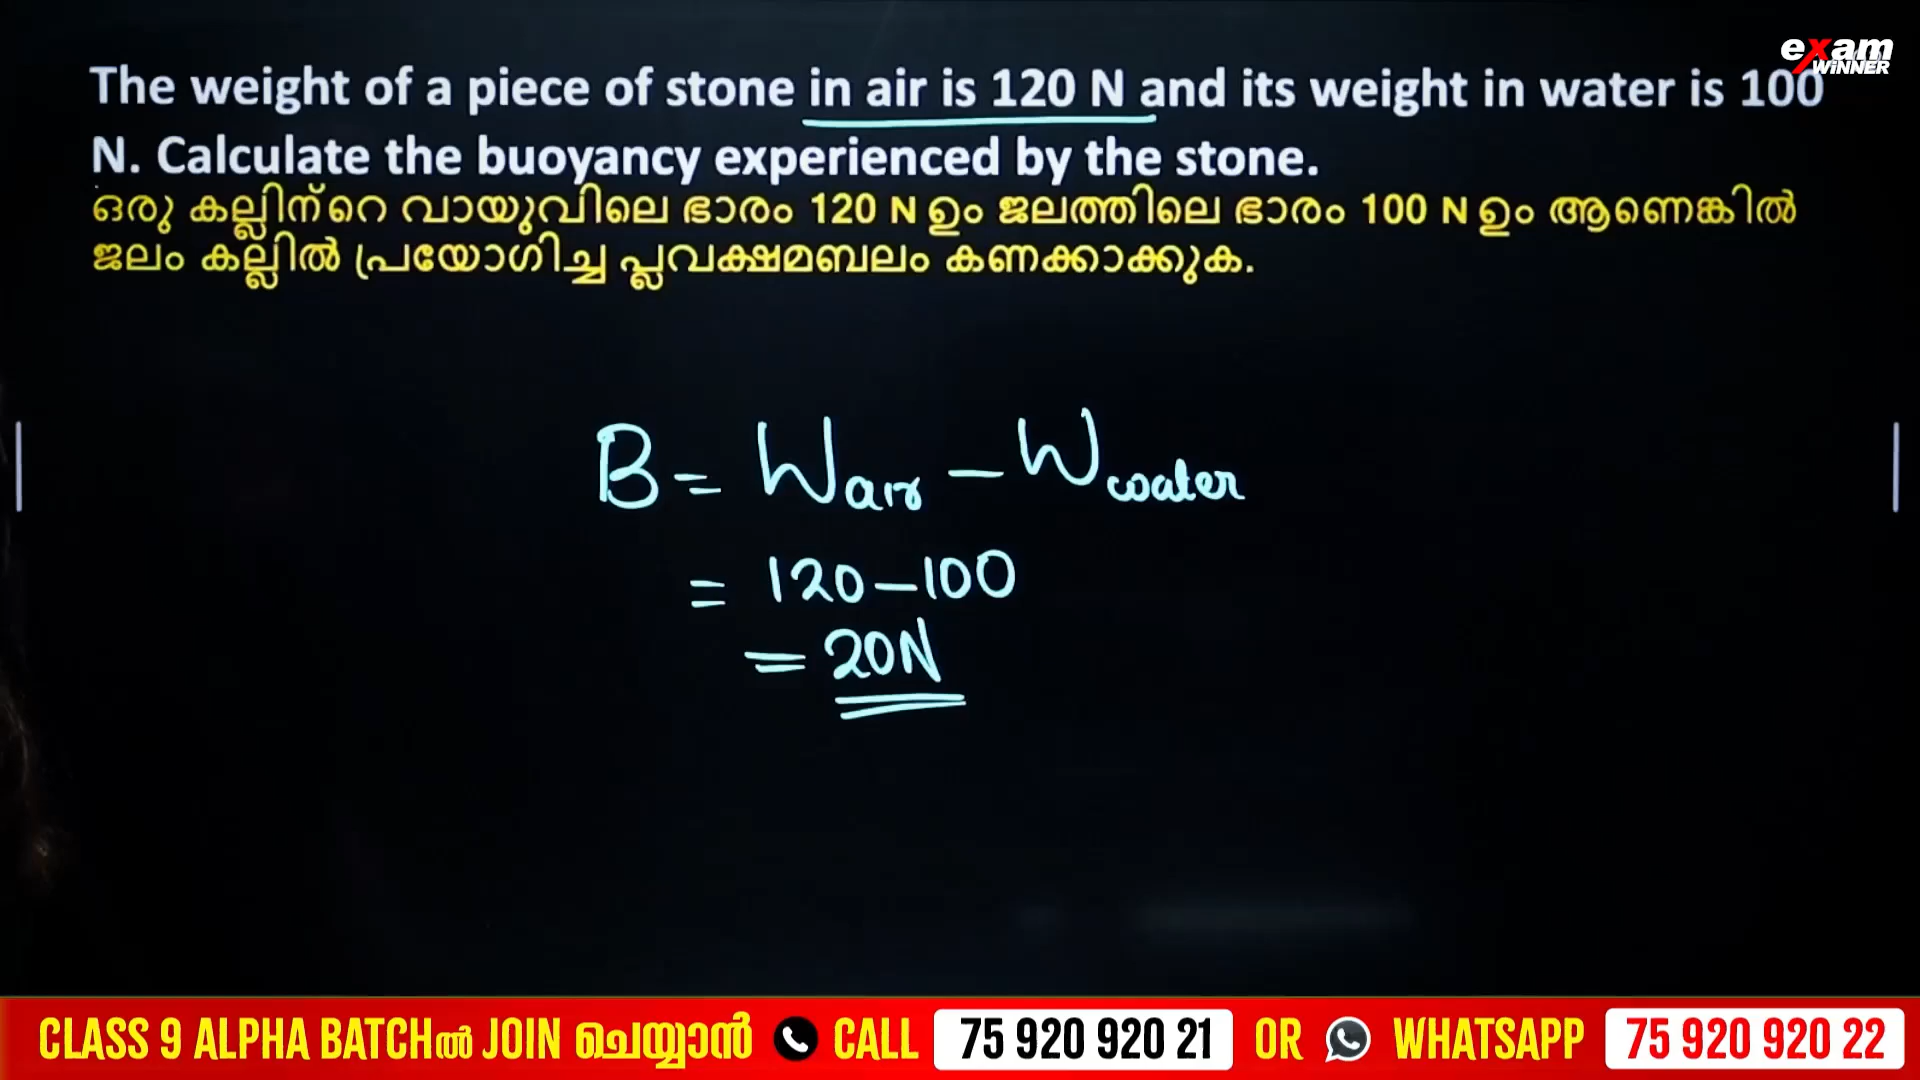 exam
WINNER
The weight of a piece of stone in air is 120 N and its weight in water is 100
N. Calculate the buoyancy experienced by the stone.
ഒരു കല്ലിന്റെ വായുവിലെ ഭാരം 120 N ഉം ജലത്തിലെ ഭാരം 100 N ഉം ആണെങ്കിൽ
ജലം കല്ലിൽ പ്രയോഗിച്ച പ്ലവക്ഷമബലം കണക്കാക്കുക.
B = Wair – Wwater
= 120 – 100
= 20N
CLASS 9 ALPHA BATCHൽ JOIN ചെയ്യാൻ CALL 75 920 920 21 OR WHATSAPP 75 920 920 22